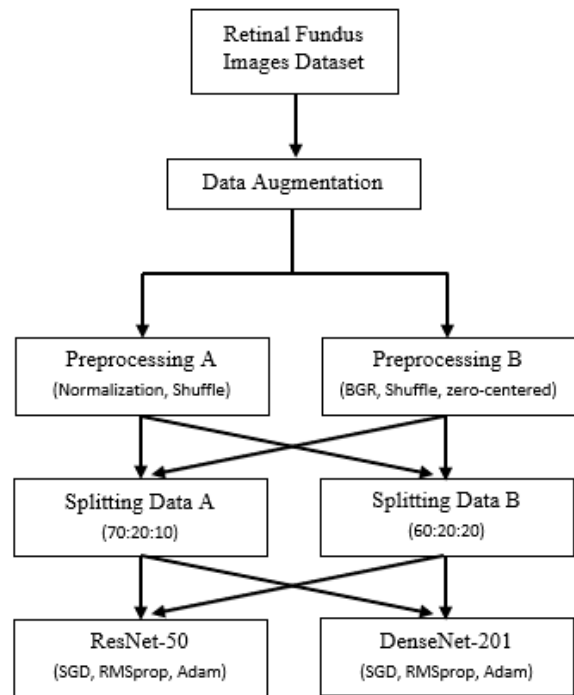 Retinal Fundus
Images Dataset
Data Augmentation
Preprocessing A
(Normalization, Shuffle)
Preprocessing B
(BGR, Shuffle, zero-centered)
Splitting Data A
(70:20:10)
Splitting Data B
(60:20:20)
ResNet-50
(SGD, RMSprop, Adam)
DenseNet-201
(SGD, RMSprop, Adam)